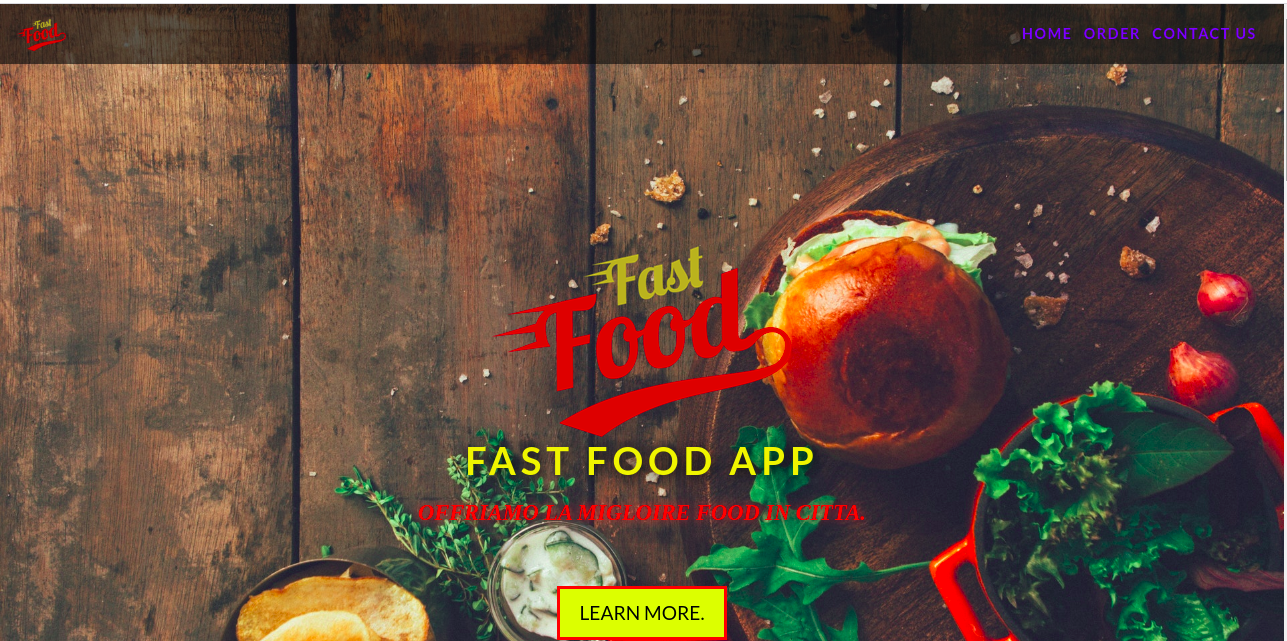 Fast
Food
HOME ORDER CONTACT US
Fast
Food
FAST FOOD APP
OFFRIAMO LA MIGLOIRE FOOD IN CITTA.
LEARN MORE.